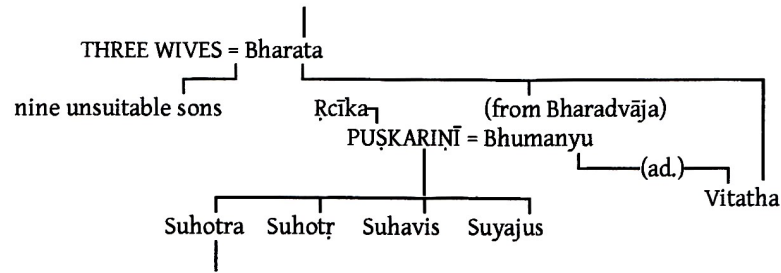 THREE WIVES = Bharata
nine unsuitable sons
Ṛcīka
(from Bharadvāja)
PUṢKARIṆĪ = Bhumanyu
(ad.)
Vitatha
Suhotra Suhotṛ Suhavis Suyajus